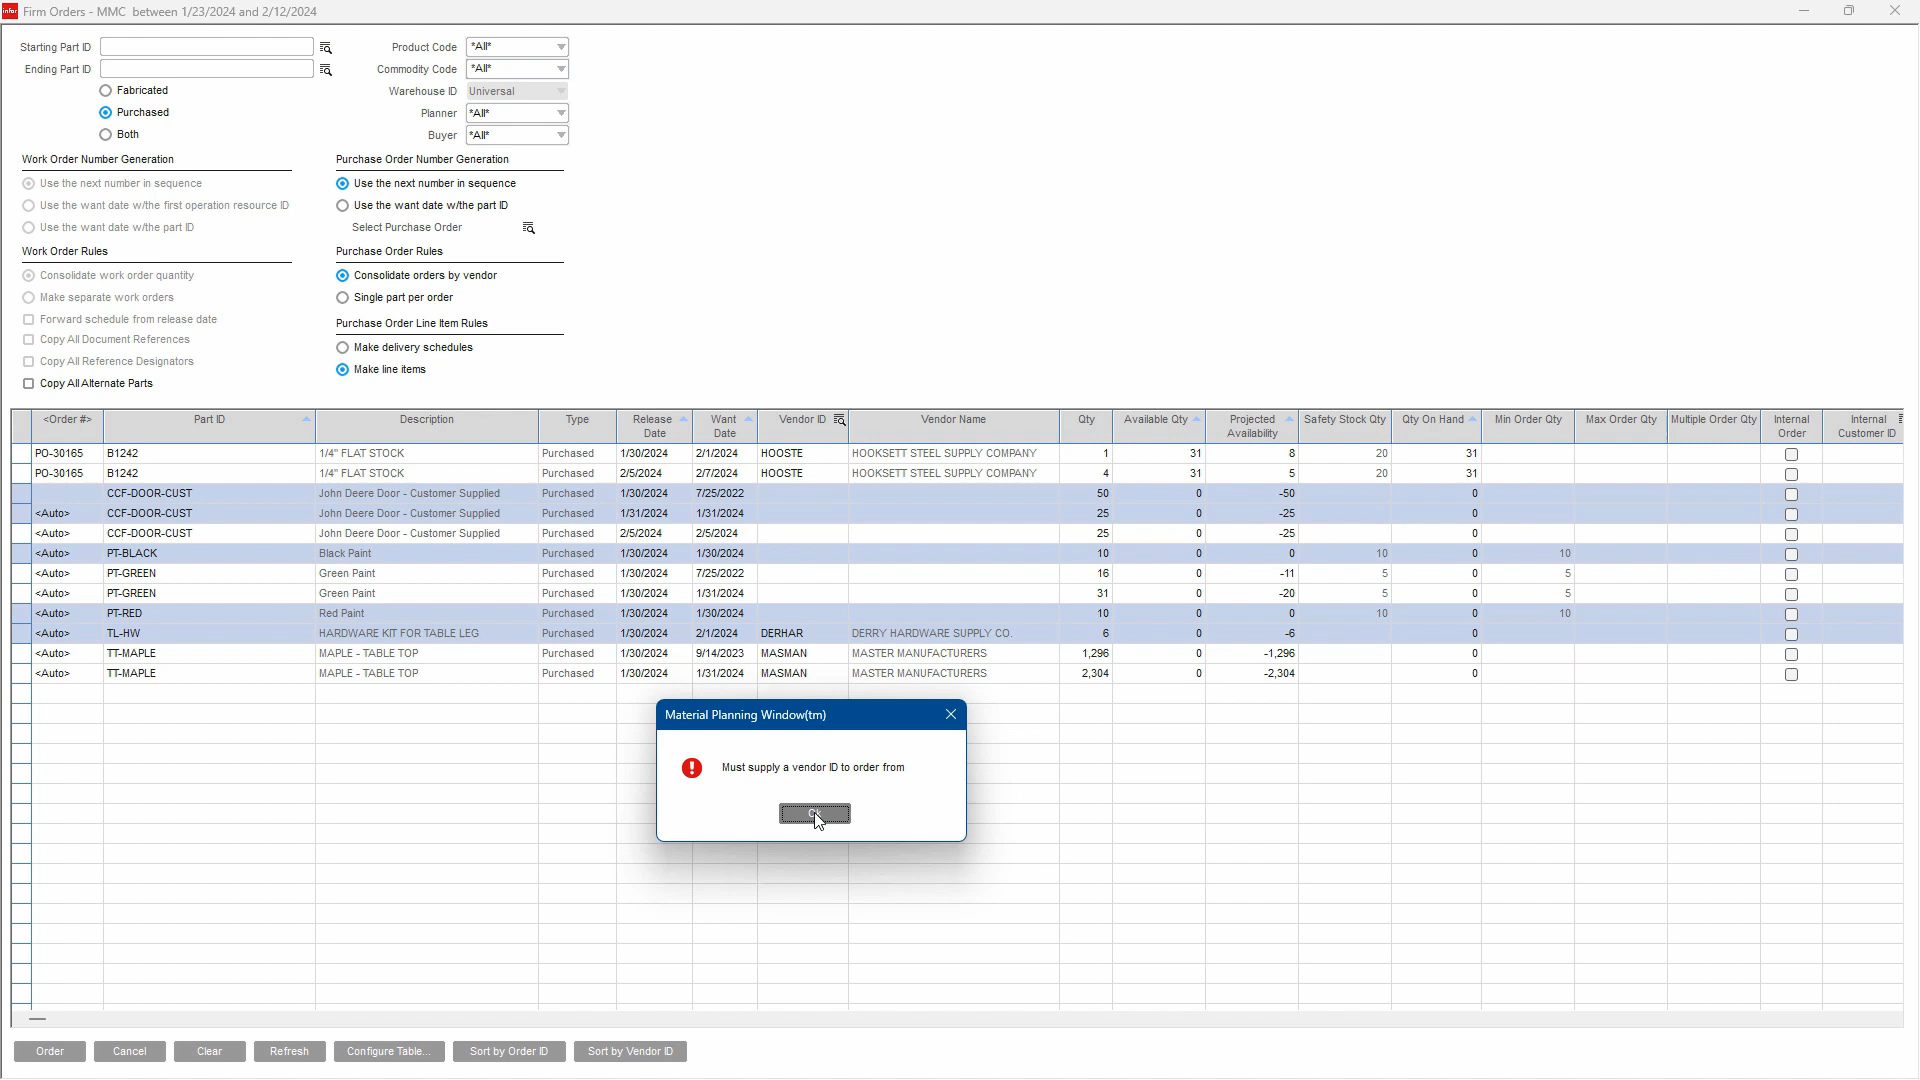 infor Firm Orders - MMC between 1/23/2024 and 2/12/2024
Starting Part ID
Ending Part ID
Fabricated
Purchased
Both
Product Code *All*
Commodity Code *All*
Warehouse ID Universal
Planner *All*
Buyer *All*
Work Order Number Generation
Use the next number in sequence
Use the want date w/the first operation resource ID
Use the want date w/the part ID
Work Order Rules
Consolidate work order quantity
Make separate work orders
Forward schedule from release date
Copy All Document References
Copy All Reference Designators
Copy All Alternate Parts
Purchase Order Number Generation
Use the next number in sequence
Use the want date w/the part ID
Select Purchase Order
Purchase Order Rules
Consolidate orders by vendor
Single part per order
Purchase Order Line Item Rules
Make delivery schedules
Make line items
<Order #> Part ID Description Type Release Date Want Date Vendor ID Vendor Name Qty Available Qty Projected Availability Safety Stock Qty Qty On Hand Min Order Qty Max Order Qty Multiple Order Qty Internal Order Internal Customer ID
PO-30165 B1242 1/4" FLAT STOCK Purchased 1/30/2024 2/1/2024 HOOSTE HOOKSETT STEEL SUPPLY COMPANY 1 31 8 20 31
PO-30165 B1242 1/4" FLAT STOCK Purchased 2/5/2024 2/7/2024 HOOSTE HOOKSETT STEEL SUPPLY COMPANY 4 31 5 20 31
CCF-DOOR-CUST John Deere Door - Customer Supplied Purchased 1/30/2024 7/25/2022 50 0 -50 0
<Auto> CCF-DOOR-CUST John Deere Door - Customer Supplied Purchased 1/31/2024 1/31/2024 25 0 -25 0
<Auto> CCF-DOOR-CUST John Deere Door - Customer Supplied Purchased 2/5/2024 2/5/2024 25 0 -25 0
<Auto> PT-BLACK Black Paint Purchased 1/30/2024 1/30/2024 10 0 0 10 0 10
<Auto> PT-GREEN Green Paint Purchased 1/30/2024 7/25/2022 16 0 -11 5 0 5
<Auto> PT-GREEN Green Paint Purchased 1/30/2024 1/31/2024 31 0 -20 5 0 5
<Auto> PT-RED Red Paint Purchased 1/30/2024 1/30/2024 10 0 0 10 0 10
<Auto> TL-HW HARDWARE KIT FOR TABLE LEG Purchased 1/30/2024 2/1/2024 DERHAR DERRY HARDWARE SUPPLY CO. 6 0 -6 0
<Auto> TT-MAPLE MAPLE - TABLE TOP Purchased 1/30/2024 9/14/2023 MASMAN MASTER MANUFACTURERS 1,296 0 -1,296 0
<Auto> TT-MAPLE MAPLE - TABLE TOP Purchased 1/30/2024 1/31/2024 MASMAN MASTER MANUFACTURERS 2,304 0 -2,304 0
Material Planning Window(tm)
Must supply a vendor ID to order from
Order Cancel Clear Refresh Configure Table... Sort by Order ID Sort by Vendor ID